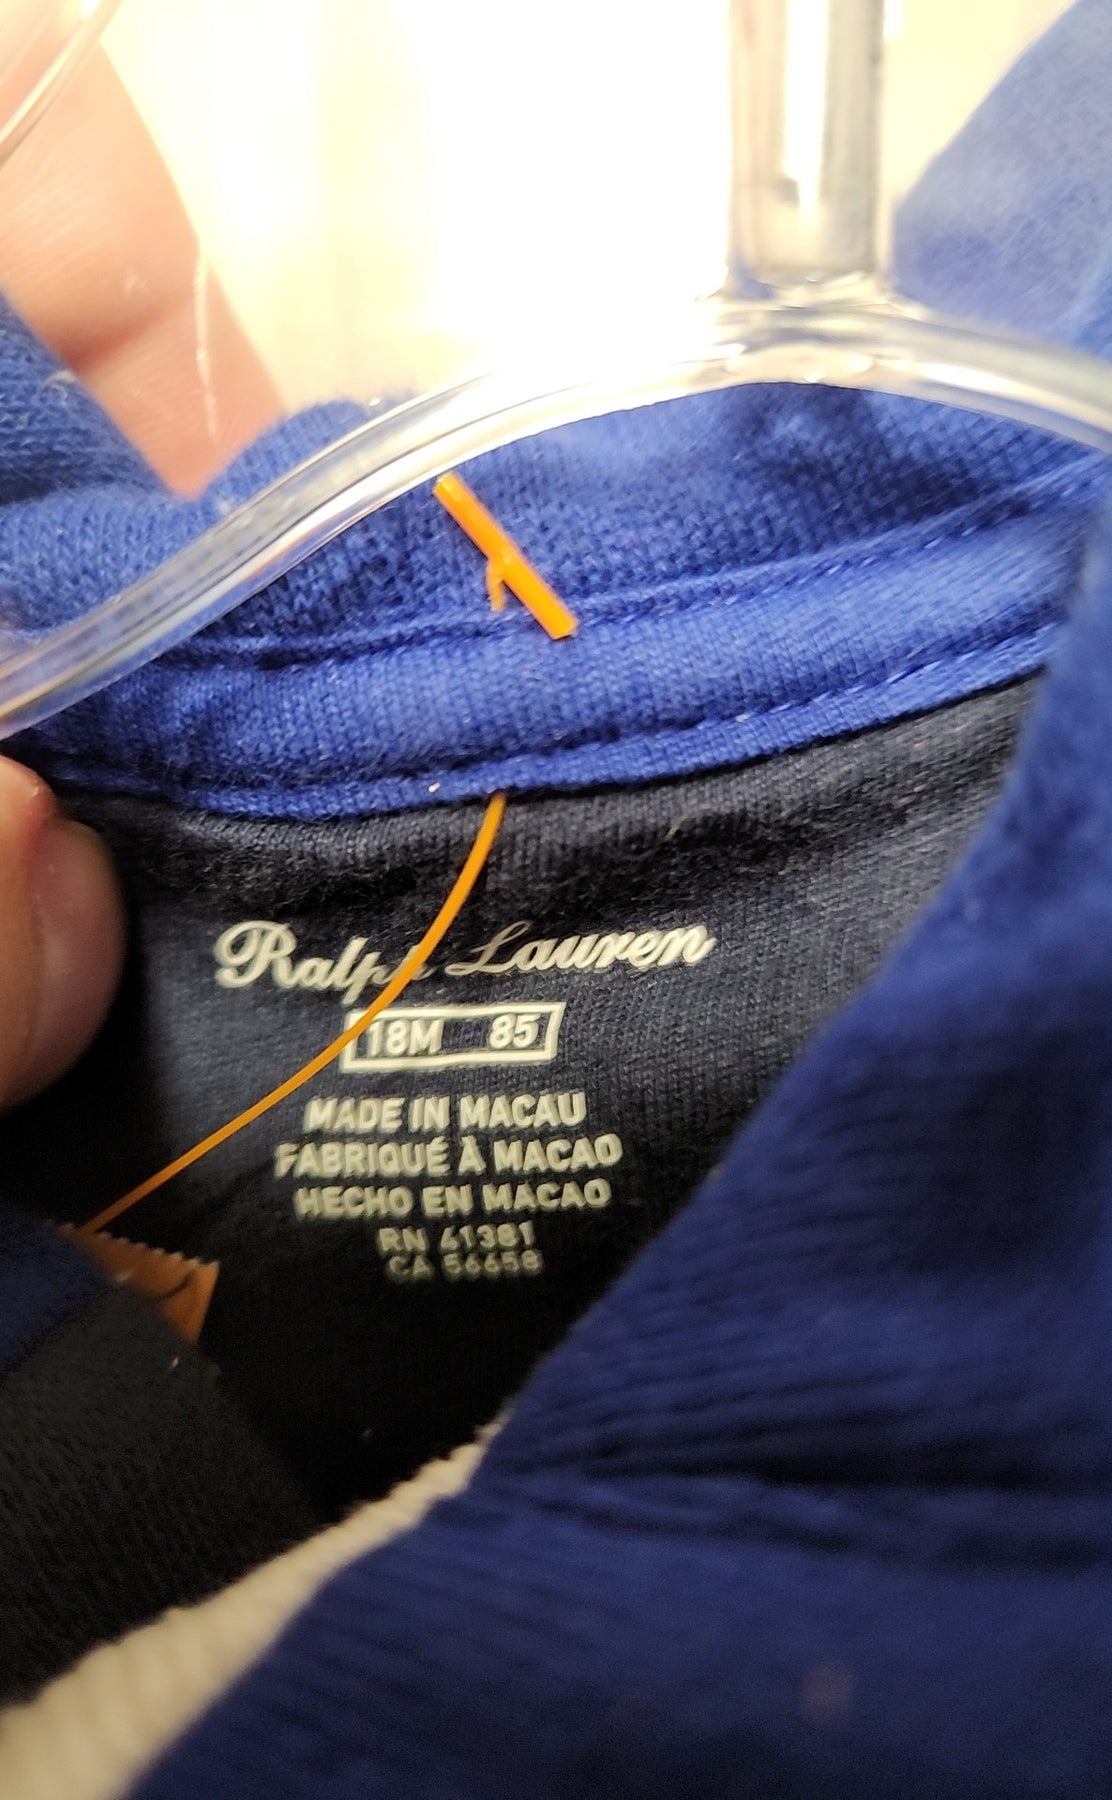 Ralph Lauren
18M 85
MADE IN MACAU
FABRIQUÉ À MACAO
HECHO EN MACAO
RN 41381
CA 56658